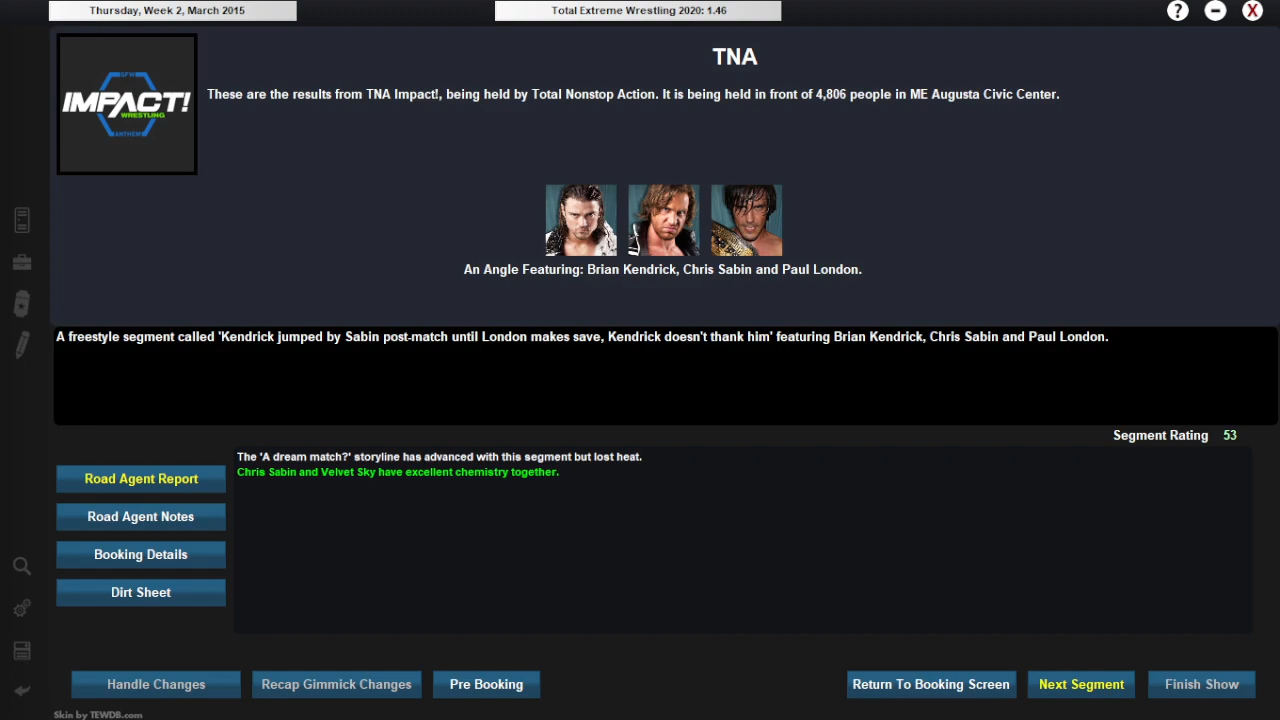 Thursday, Week 2, March 2015
Total Extreme Wrestling 2020: 1.46
?
X
TNA
GFW
IMPACT!
WRESTLING
ANTHEM
These are the results from TNA Impact!, being held by Total Nonstop Action. It is being held in front of 4,806 people in ME Augusta Civic Center.
An Angle Featuring: Brian Kendrick, Chris Sabin and Paul London.
A freestyle segment called 'Kendrick jumped by Sabin post-match until London makes save, Kendrick doesn't thank him' featuring Brian Kendrick, Chris Sabin and Paul London.
Segment Rating 53
The 'A dream match?' storyline has advanced with this segment but lost heat.
Chris Sabin and Velvet Sky have excellent chemistry together.
Road Agent Report
Road Agent Notes
Booking Details
Dirt Sheet
Handle Changes
Recap Gimmick Changes
Pre Booking
Return To Booking Screen
Next Segment
Finish Show
Skin by TEWDB.com